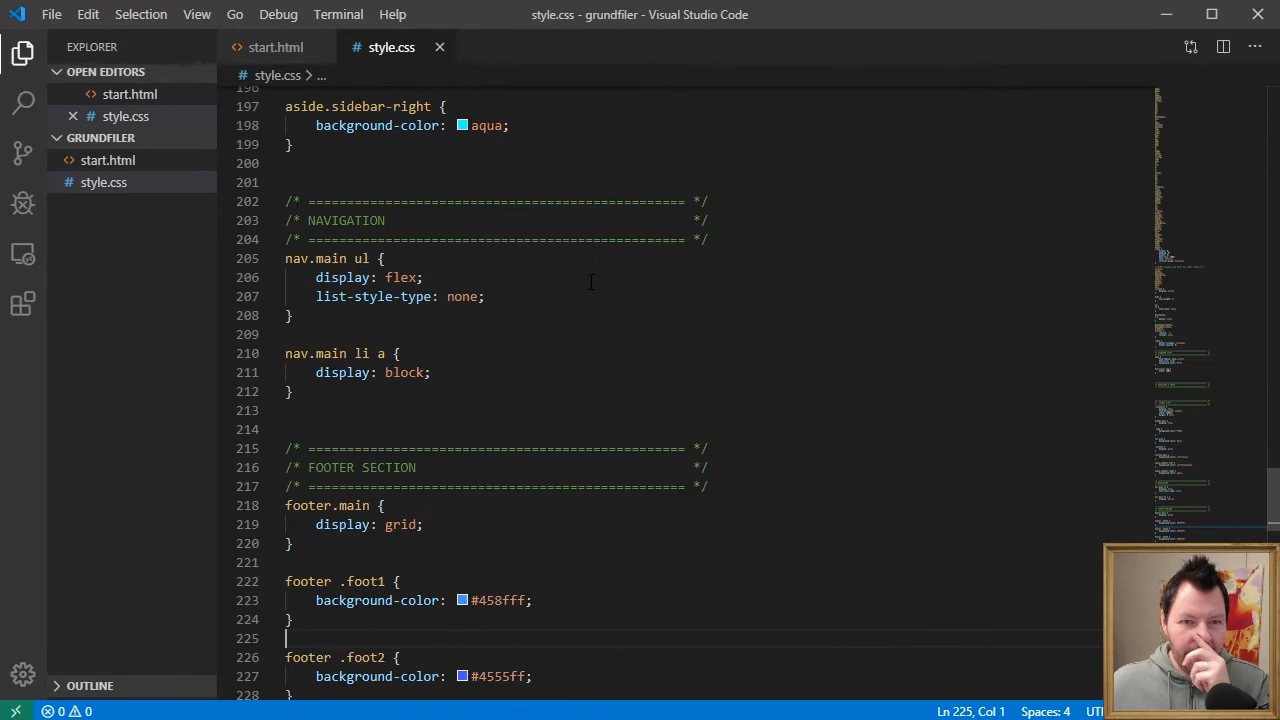 File Edit Selection View Go Debug Terminal Help
style.css - grundfiler - Visual Studio Code
EXPLORER
OPEN EDITORS
start.html
style.css
GRUNDFILER
start.html
style.css
OUTLINE
start.html
style.css
style.css > ...
196
197 aside.sidebar-right {
198 background-color: aqua;
199 }
200
201
202 /* ================================================= */
203 /* NAVIGATION */
204 /* ================================================= */
205 nav.main ul {
206 display: flex;
207 list-style-type: none;
208 }
209
210 nav.main li a {
211 display: block;
212 }
213
214
215 /* ================================================= */
216 /* FOOTER SECTION */
217 /* ================================================= */
218 footer.main {
219 display: grid;
220 }
221
222 footer .foot1 {
223 background-color: #458fff;
224 }
225
226 footer .foot2 {
227 background-color: #4555ff;
228 }
0 0
Ln 225, Col 1 Spaces: 4